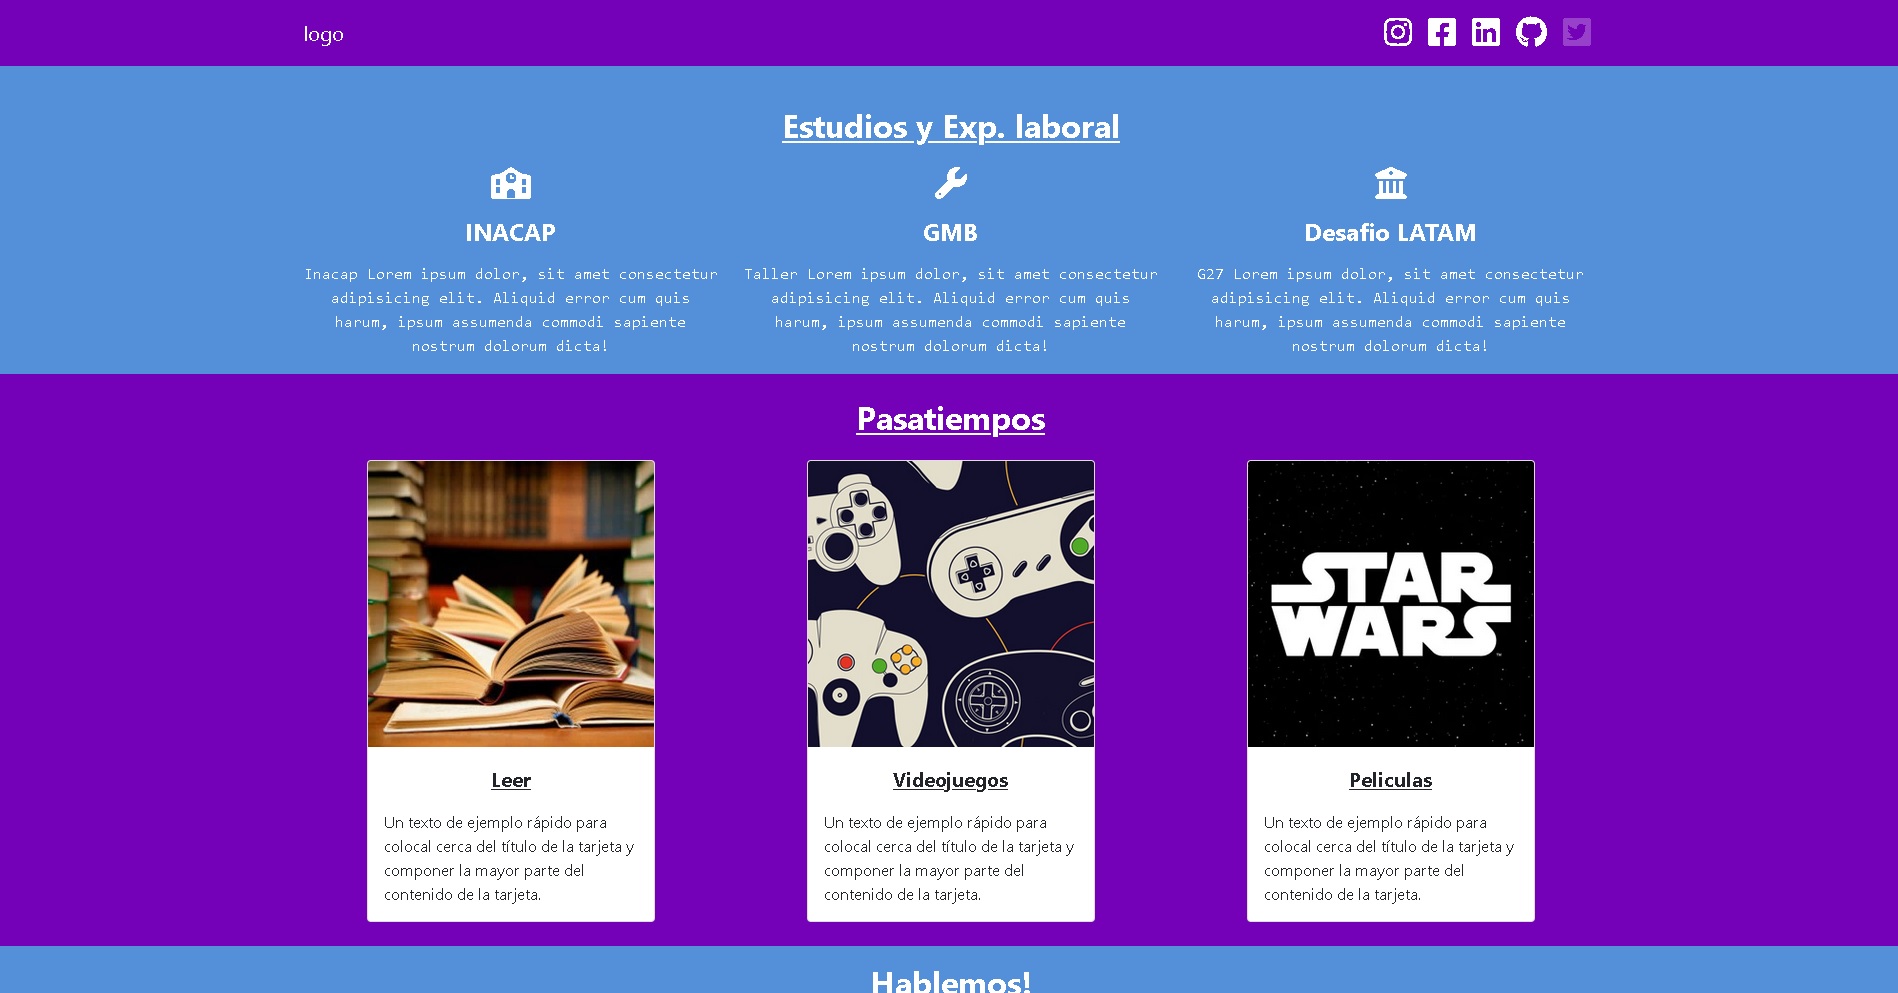 logo
Estudios y Exp. laboral
INACAP
Inacap Lorem ipsum dolor, sit amet consectetur
adipisicing elit. Aliquid error cum quis
harum, ipsum assumenda commodi sapiente
nostrum dolorum dicta!
GMB
Taller Lorem ipsum dolor, sit amet consectetur
adipisicing elit. Aliquid error cum quis
harum, ipsum assumenda commodi sapiente
nostrum dolorum dicta!
Desafio LATAM
G27 Lorem ipsum dolor, sit amet consectetur
adipisicing elit. Aliquid error cum quis
harum, ipsum assumenda commodi sapiente
nostrum dolorum dicta!
Pasatiempos
Leer
Un texto de ejemplo rápido para
colocal cerca del título de la tarjeta y
componer la mayor parte del
contenido de la tarjeta.
Videojuegos
Un texto de ejemplo rápido para
colocal cerca del título de la tarjeta y
componer la mayor parte del
contenido de la tarjeta.
STAR
WARS
Peliculas
Un texto de ejemplo rápido para
colocal cerca del título de la tarjeta y
componer la mayor parte del
contenido de la tarjeta.
Hablemos!